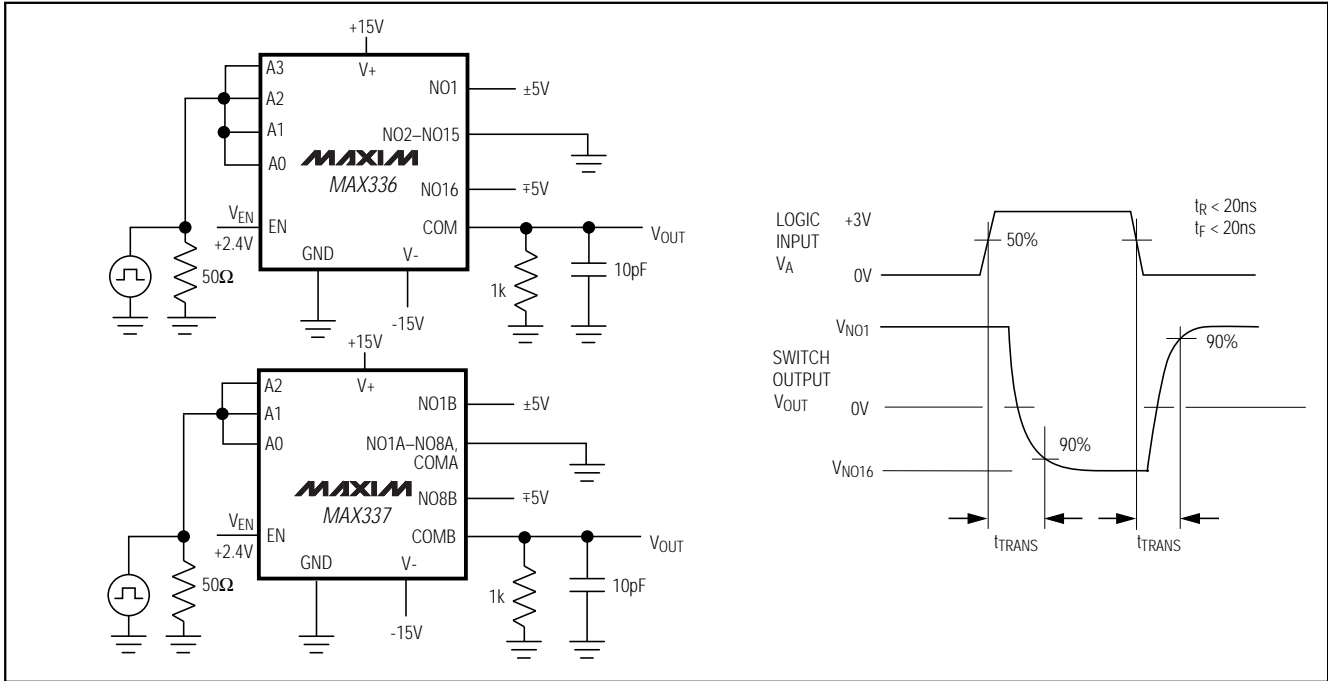 +15V
V+
A3
A2
A1
A0
NO1
±5V
NO2–NO15
MAXIM
MAX336
NO16
∓5V
VEN
+2.4V
EN
COM
VOUT
GND
V-
50Ω
1k
10pF
-15V
+15V
V+
A2
A1
A0
NO1B
±5V
NO1A–NO8A,
COMA
MAXIM
MAX337
NO8B
∓5V
VEN
+2.4V
EN
COMB
VOUT
GND
V-
50Ω
1k
10pF
-15V
LOGIC
INPUT
VA
+3V
0V
50%
tR < 20ns
tF < 20ns
VNO1
SWITCH
OUTPUT
VOUT
0V
VNO16
90%
90%
tTRANS
tTRANS